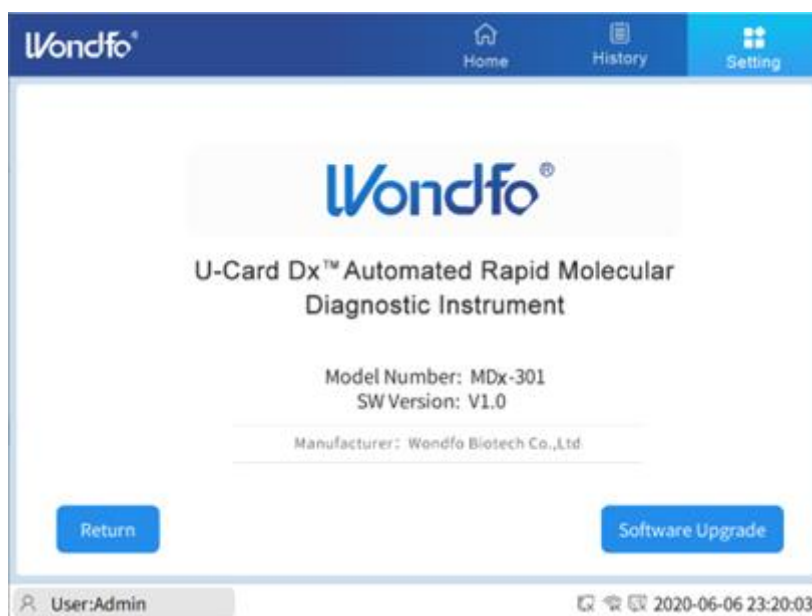 Wondfo®
Home
History
Setting
Wondfo®
U-Card Dx™ Automated Rapid Molecular
Diagnostic Instrument
Model Number: MDx-301
SW Version: V1.0
Manufacturer: Wondfo Biotech Co.,Ltd
Return
Software Upgrade
User:Admin
2020-06-06 23:20:03